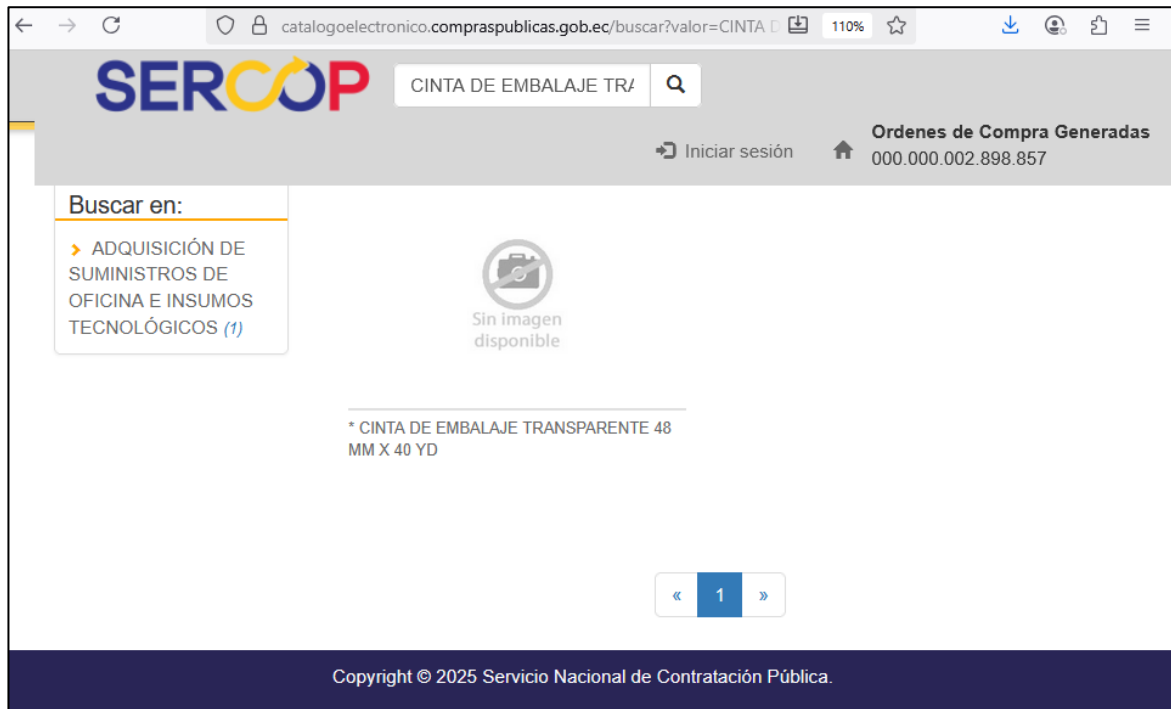 catalogoelectronico.compraspublicas.gob.ec/buscar?valor=CINTA D
110%
SERCOP
CINTA DE EMBALAJE TRA
Iniciar sesión
Ordenes de Compra Generadas
000.000.002.898.857
Buscar en:
ADQUISICIÓN DE
SUMINISTROS DE
OFICINA E INSUMOS
TECNOLÓGICOS (1)
Sin imagen
disponible
* CINTA DE EMBALAJE TRANSPARENTE 48
MM X 40 YD
« 1 »
Copyright © 2025 Servicio Nacional de Contratación Pública.